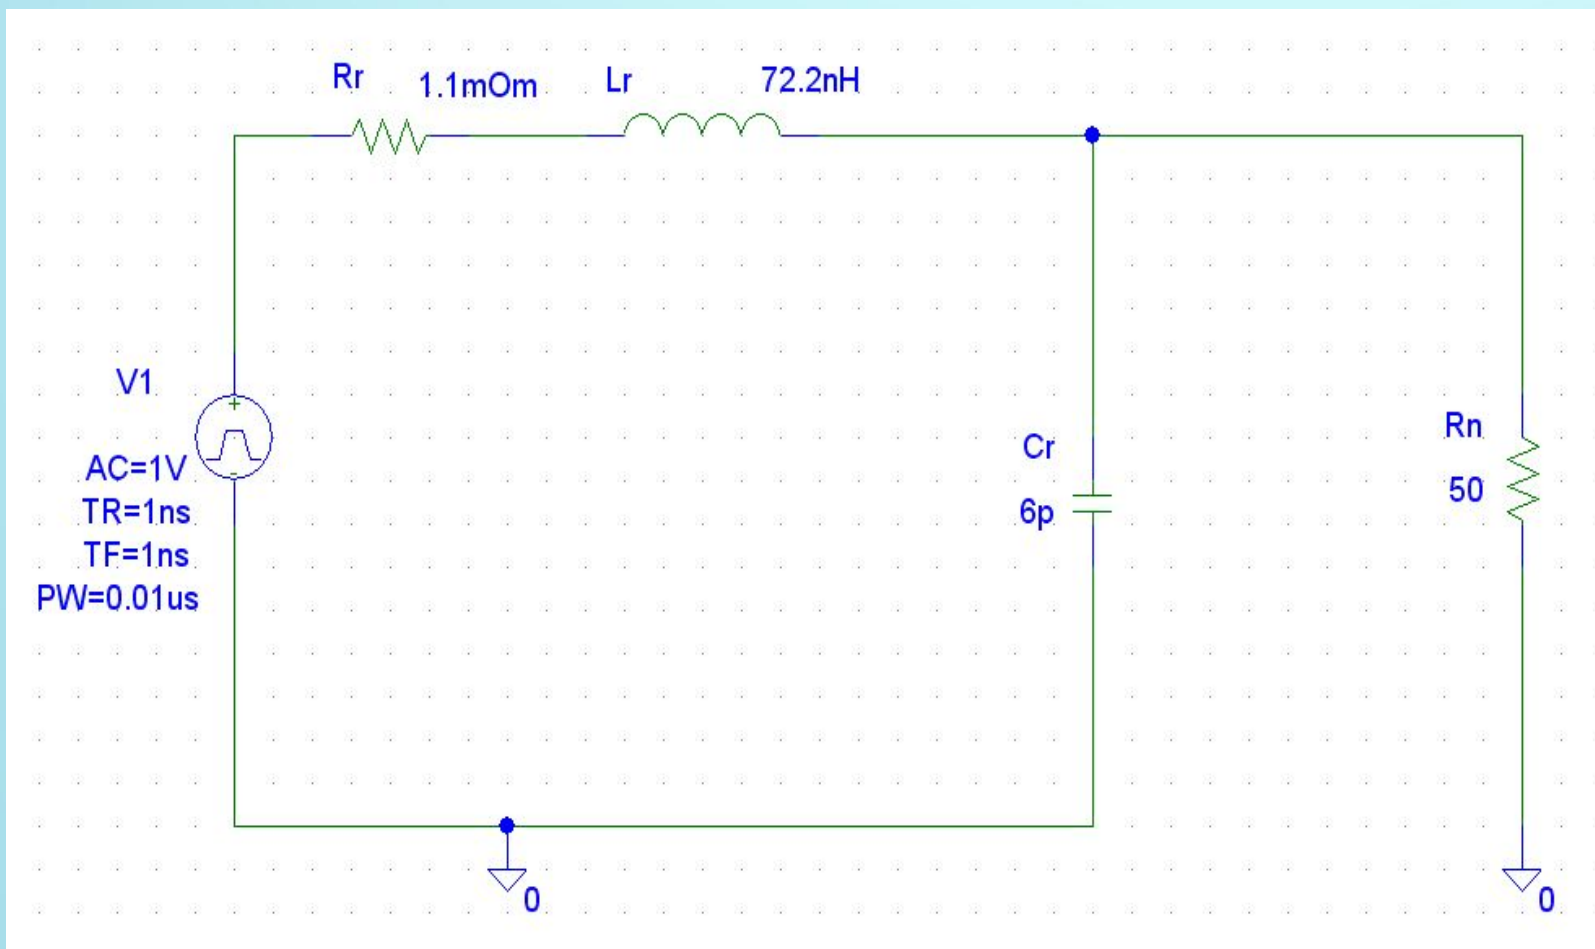 Rr
1.1mOm
Lr
72.2nH
V1
AC=1V
TR=1ns
TF=1ns
PW=0.01us
Cr
6p
Rn
50
0
0